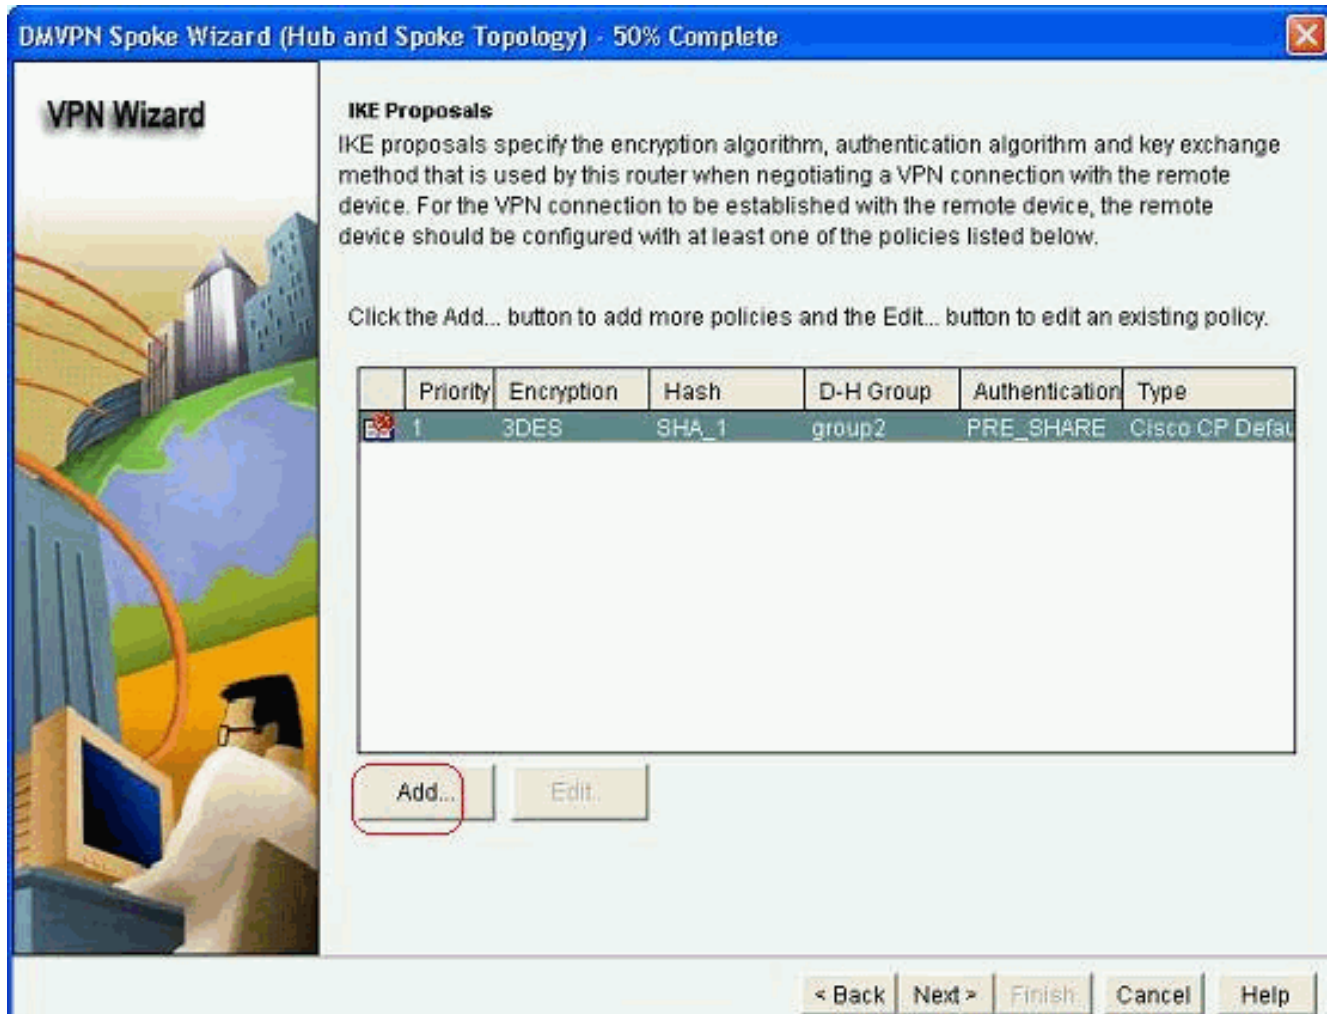 DMVPN Spoke Wizard (Hub and Spoke Topology) - 50% Complete
VPN Wizard
IKE Proposals
IKE proposals specify the encryption algorithm, authentication algorithm and key exchange
method that is used by this router when negotiating a VPN connection with the remote
device. For the VPN connection to be established with the remote device, the remote
device should be configured with at least one of the policies listed below.
Click the Add... button to add more policies and the Edit... button to edit an existing policy.
Priority Encryption Hash D-H Group Authentication Type
1 3DES SHA_1 group2 PRE_SHARE Cisco CP Defau
Add... Edit...
< Back Next > Finish Cancel Help